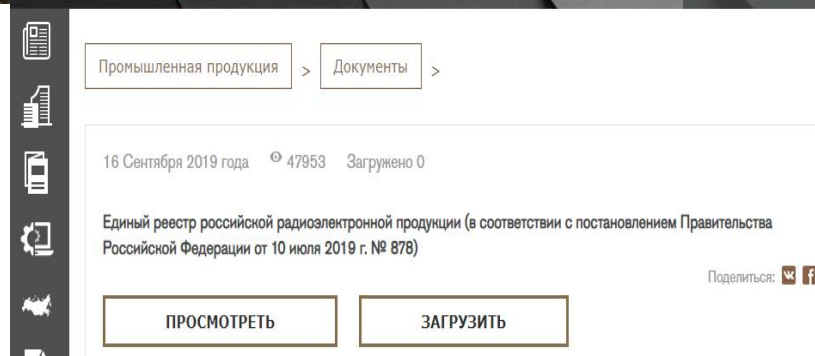 Промышленная продукция > Документы >
16 Сентября 2019 года 47953 Загружено 0
Единый реестр российской радиоэлектронной продукции (в соответствии с постановлением Правительства
Российской Федерации от 10 июля 2019 г. № 878)
Поделиться:
ПРОСМОТРЕТЬ ЗАГРУЗИТЬ